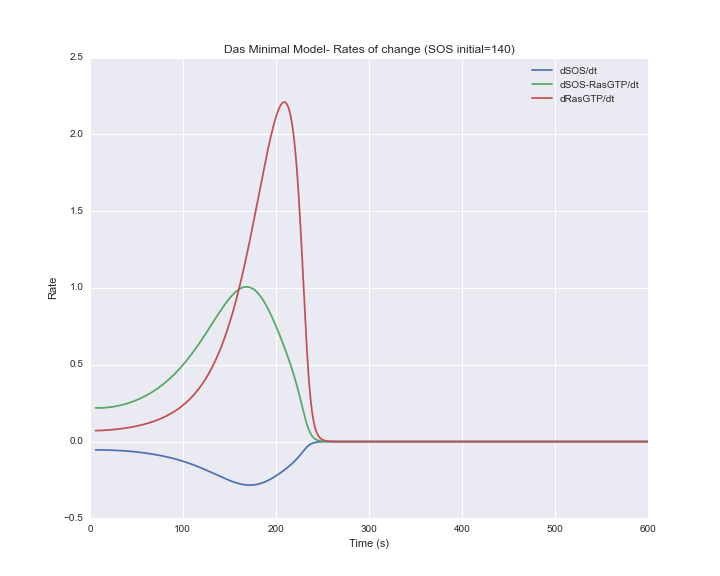 Das Minimal Model- Rates of change (SOS initial=140)
2.5
2.0
1.5
1.0
0.5
0.0
−0.5
Rate
dSOS/dt
dSOS-RasGTP/dt
dRasGTP/dt
0 100 200 300 400 500 600
Time (s)